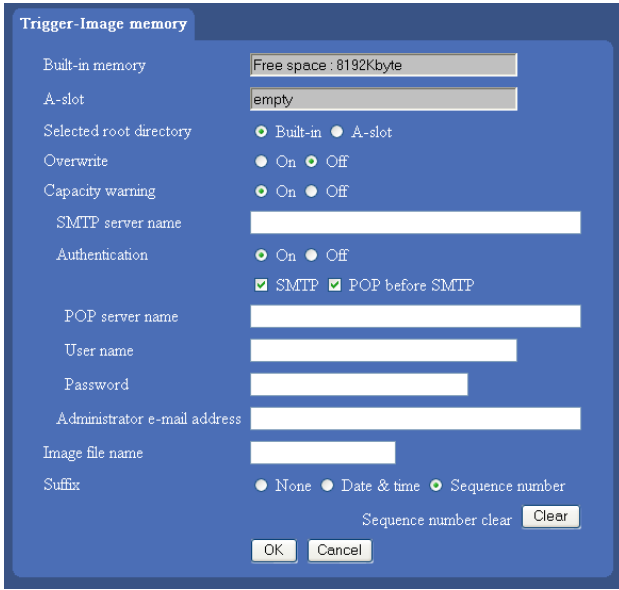 Trigger-Image memory
Built-in memory Free space : 8192Kbyte
A-slot empty
Selected root directory Built-in A-slot
Overwrite On Off
Capacity warning On Off
SMTP server name
Authentication On Off
SMTP POP before SMTP
POP server name
User name
Password
Administrator e-mail address
Image file name
Suffix None Date & time Sequence number
Sequence number clear Clear
OK Cancel